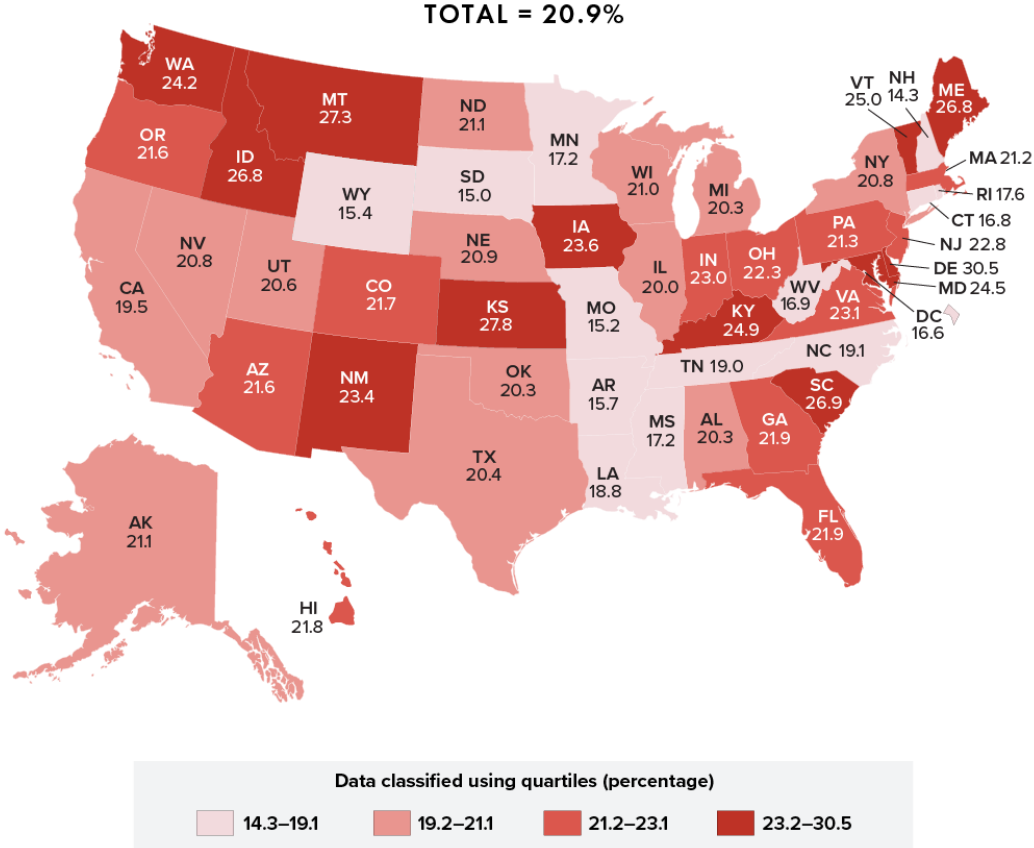 TOTAL = 20.9%
WA
24.2
MT
27.3
ND
21.1
MN
17.2
VT
25.0
NH
14.3
ME
26.8
OR
21.6
ID
26.8
WY
15.4
SD
15.0
WI
21.0
MI
20.3
NY
20.8
MA 21.2
RI 17.6
CT 16.8
NJ 22.8
DE 30.5
MD 24.5
DC
16.6
NV
20.8
UT
20.6
CA
19.5
CO
21.7
NE
20.9
IA
23.6
IL
20.0
IN
23.0
OH
22.3
PA
21.3
WV
16.9
VA
23.1
KS
27.8
MO
15.2
KY
24.9
AZ
21.6
NM
23.4
OK
20.3
AR
15.7
TN 19.0
NC 19.1
SC
26.9
TX
20.4
LA
18.8
MS
17.2
AL
20.3
GA
21.9
FL
21.9
AK
21.1
HI
21.8
Data classified using quartiles (percentage)
14.3–19.1
19.2–21.1
21.2–23.1
23.2–30.5